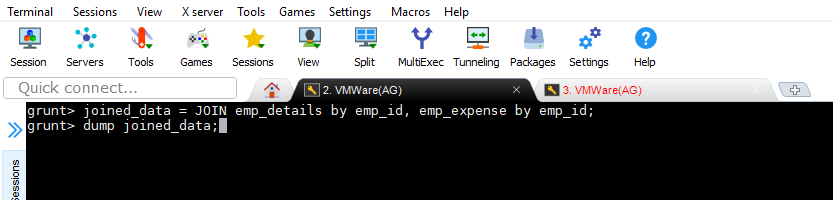 Terminal Sessions View X server Tools Games Settings Macros Help
Session Servers Tools Games Sessions View Split MultiExec Tunneling Packages Settings Help
Quick connect...
2. VMWare(AG)
3. VMWare(AG)
grunt> joined_data = JOIN emp_details by emp_id, emp_expense by emp_id;
grunt> dump joined_data;